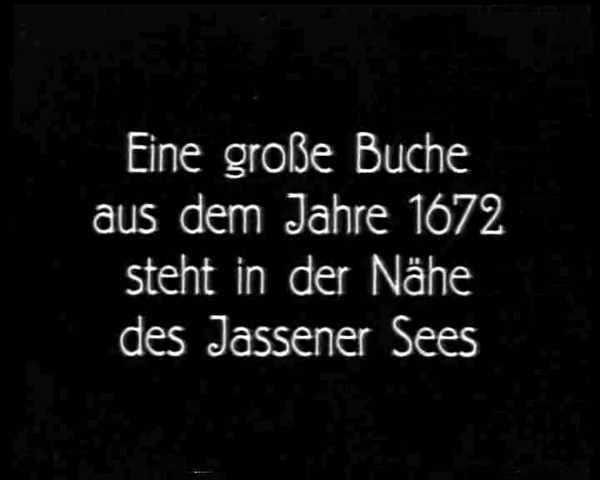 Eine große Buche
aus dem Jahre 1672
steht in der Nähe
des Jassener Sees